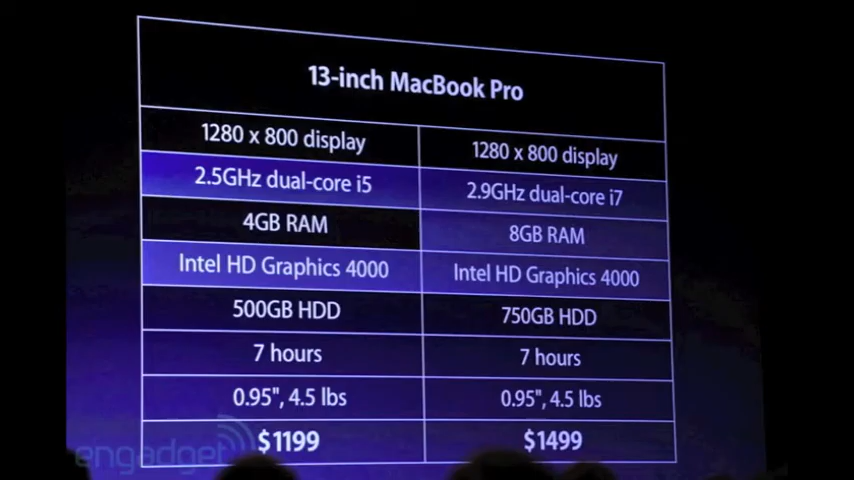 13-inch MacBook Pro
1280 x 800 display
1280 x 800 display
2.5GHz dual-core i5
2.9GHz dual-core i7
4GB RAM
8GB RAM
Intel HD Graphics 4000
Intel HD Graphics 4000
500GB HDD
750GB HDD
7 hours
7 hours
0.95", 4.5 lbs
0.95", 4.5 lbs
$1199
$1499
engadget